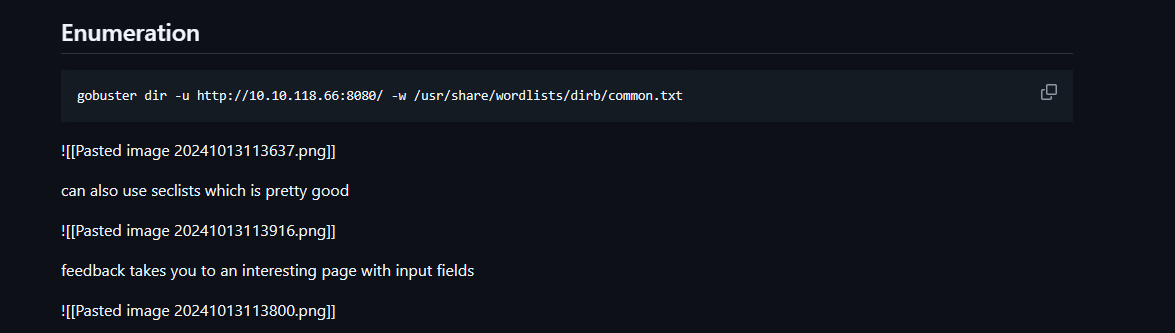 Enumeration
gobuster dir -u http://10.10.118.66:8080/ -w /usr/share/wordlists/dirb/common.txt
![[Pasted image 20241013113637.png]]
can also use seclists which is pretty good
![[Pasted image 20241013113916.png]]
feedback takes you to an interesting page with input fields
![[Pasted image 20241013113800.png]]